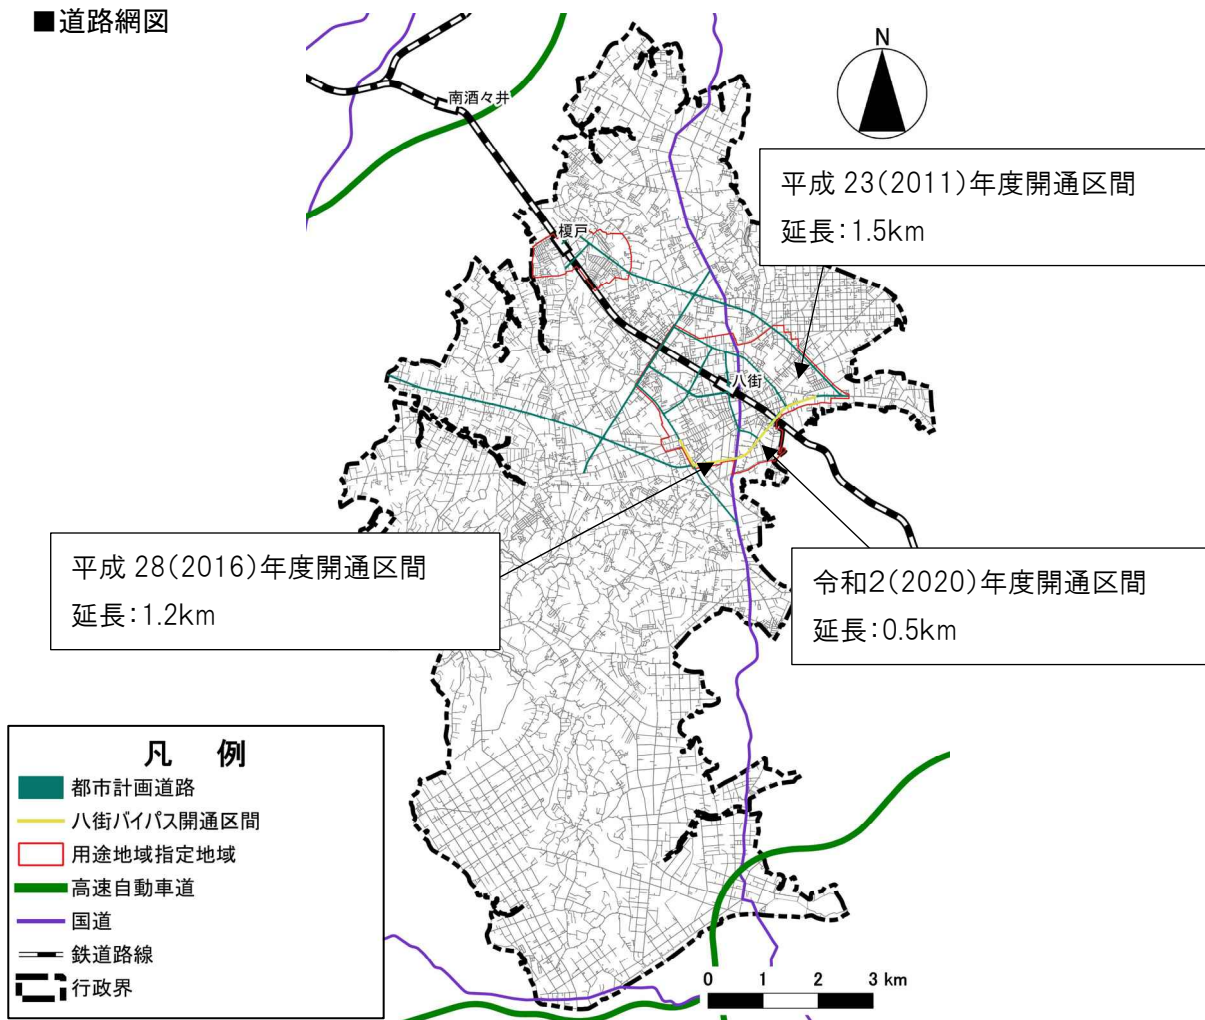 ■道路網図
N
南酒々井
平成 23(2011)年度開通区間
延長:1.5km
榎戸
八街
平成 28(2016)年度開通区間
延長:1.2km
令和2(2020)年度開通区間
延長:0.5km
凡 例
都市計画道路
八街バイパス開通区間
用途地域指定地域
高速自動車道
国道
鉄道路線
行政界
0 1 2 3 km